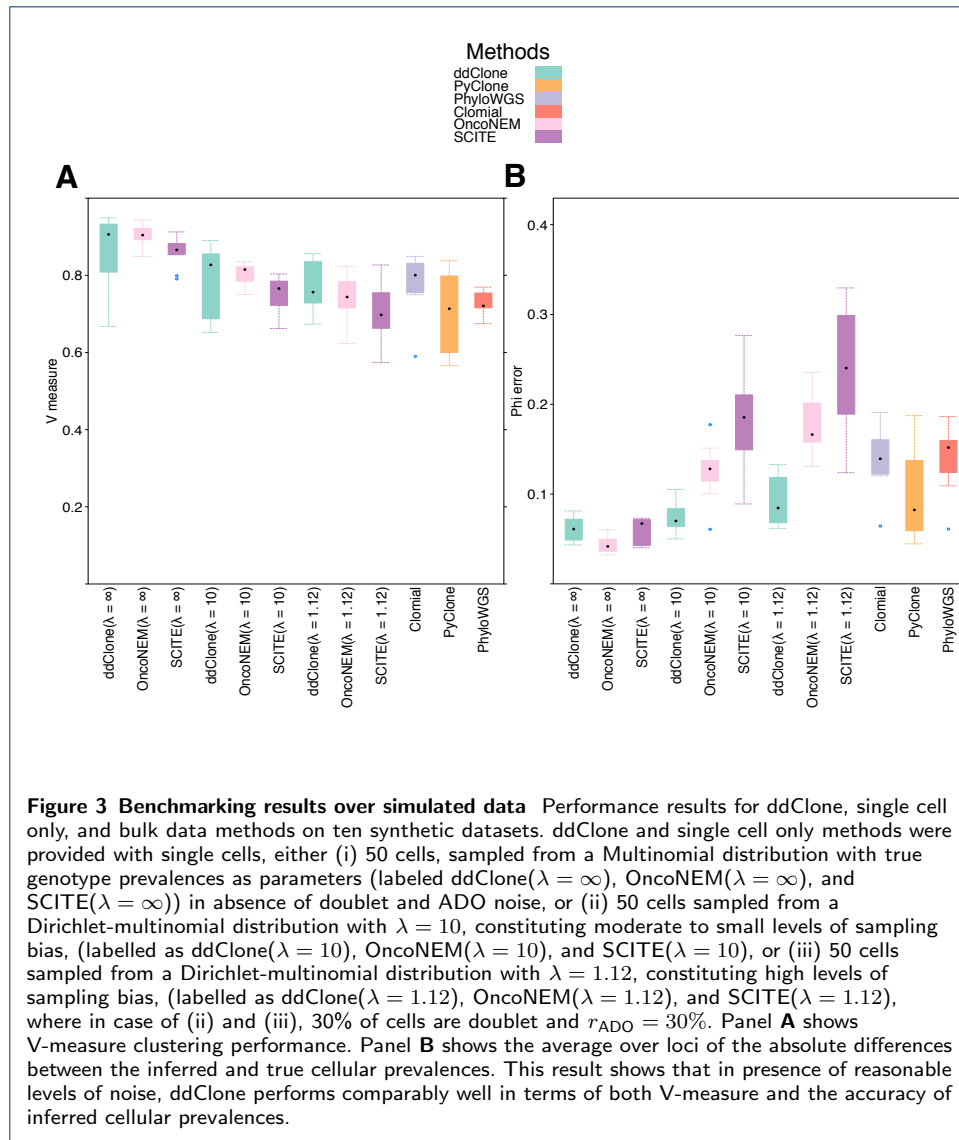 Methods
ddClone
PyClone
PhyloWGS
Clomial
OncoNEM
SCITE
A
V measure
0.8
0.6
0.4
0.2
ddClone(λ = ∞)
OncoNEM(λ = ∞)
SCITE(λ = ∞)
ddClone(λ = 10)
OncoNEM(λ = 10)
SCITE(λ = 10)
ddClone(λ = 1.12)
OncoNEM(λ = 1.12)
SCITE(λ = 1.12)
Clomial
PyClone
PhyloWGS
B
Phi error
0.4
0.3
0.2
0.1
ddClone(λ = ∞)
OncoNEM(λ = ∞)
SCITE(λ = ∞)
ddClone(λ = 10)
OncoNEM(λ = 10)
SCITE(λ = 10)
ddClone(λ = 1.12)
OncoNEM(λ = 1.12)
SCITE(λ = 1.12)
Clomial
PyClone
PhyloWGS
Figure 3 Benchmarking results over simulated data Performance results for ddClone, single cell
only, and bulk data methods on ten synthetic datasets. ddClone and single cell only methods were
provided with single cells, either (i) 50 cells, sampled from a Multinomial distribution with true
genotype prevalences as parameters (labeled ddClone(λ = ∞), OncoNEM(λ = ∞), and
SCITE(λ = ∞)) in absence of doublet and ADO noise, or (ii) 50 cells sampled from a
Dirichlet-multinomial distribution with λ = 10, constituting moderate to small levels of sampling
bias, (labelled as ddClone(λ = 10), OncoNEM(λ = 10), and SCITE(λ = 10), or (iii) 50 cells
sampled from a Dirichlet-multinomial distribution with λ = 1.12, constituting high levels of
sampling bias, (labelled as ddClone(λ = 1.12), OncoNEM(λ = 1.12), and SCITE(λ = 1.12),
where in case of (ii) and (iii), 30% of cells are doublet and rADO = 30%. Panel A shows
V-measure clustering performance. Panel B shows the average over loci of the absolute differences
between the inferred and true cellular prevalences. This result shows that in presence of reasonable
levels of noise, ddClone performs comparably well in terms of both V-measure and the accuracy of
inferred cellular prevalences.